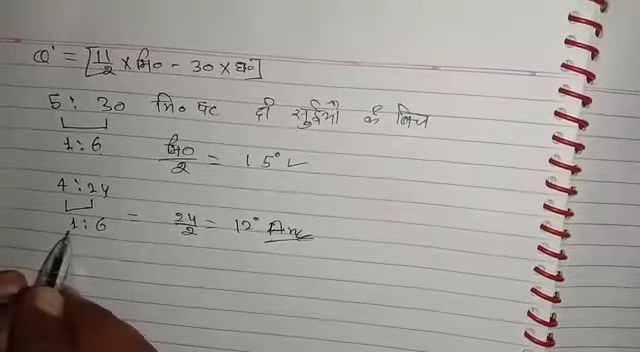 Q' = [11/2 × मि० - 30 × घं०]
5 : 30 मि० पर दो सुईयों के बिच
1 : 6 मि०/2 = 15° ✓
4 : 24
1 : 6 = 24/2 = 12° Ans